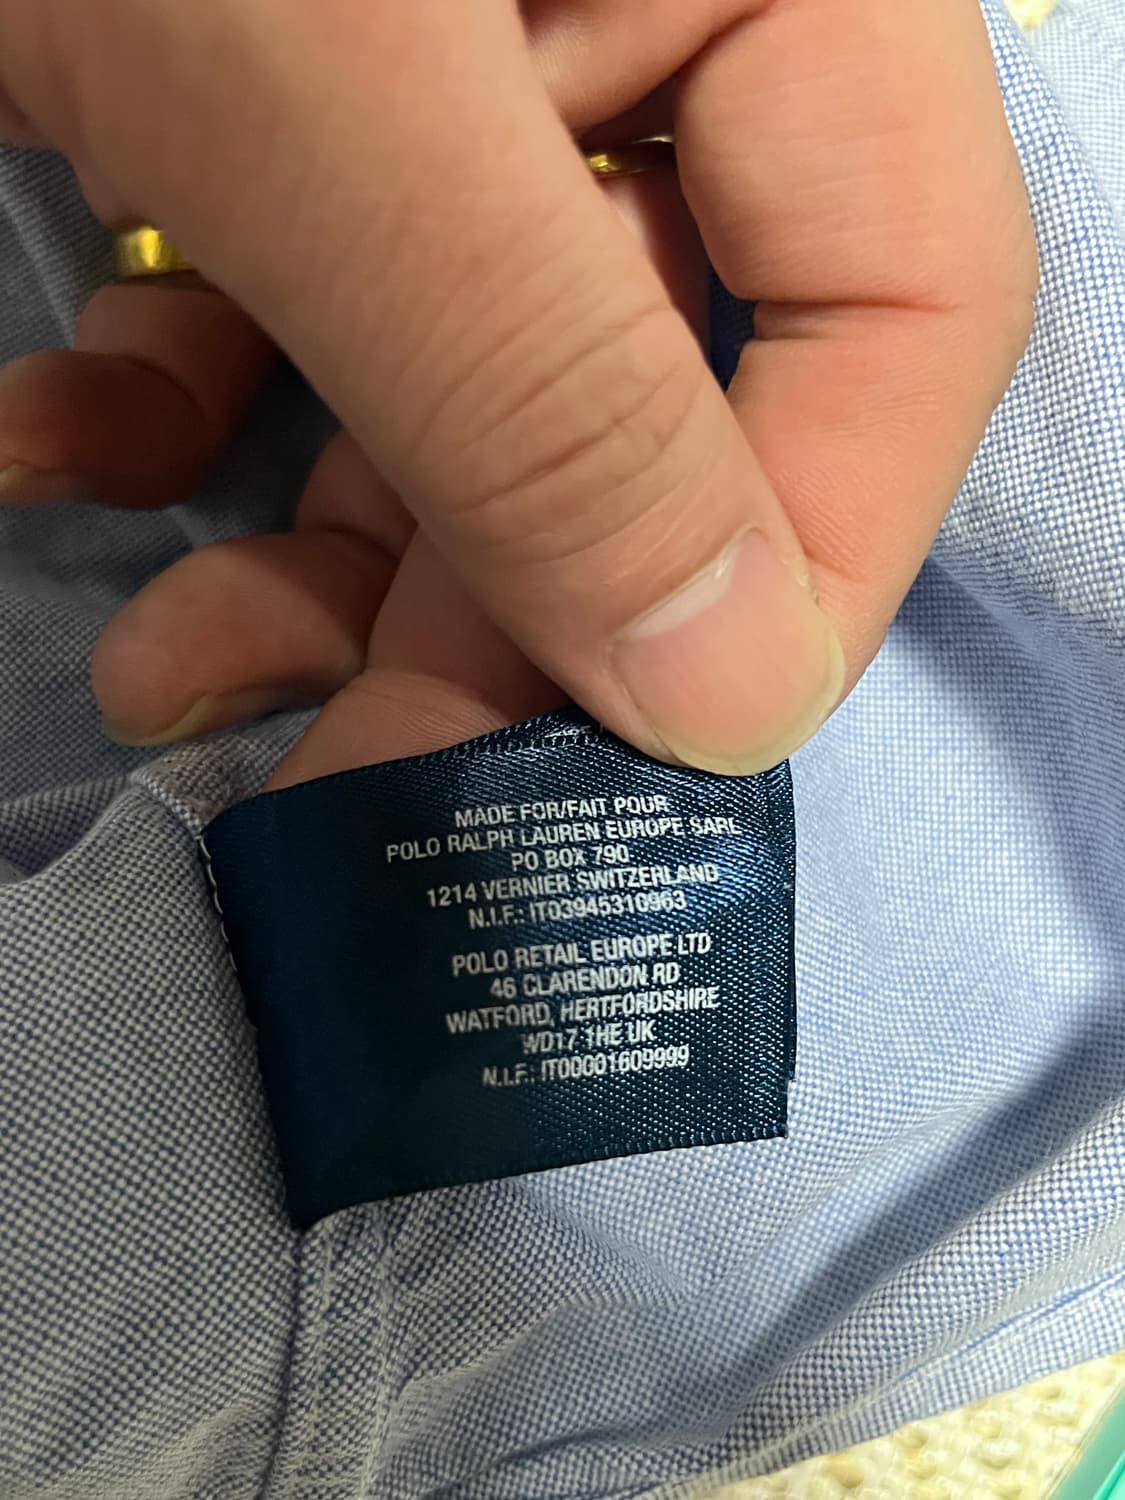 MADE FOR/FAIT POUR
POLO RALPH LAUREN EUROPE SARL
PO BOX 790
1214 VERNIER SWITZERLAND
N.I.F.: IT03945310963
POLO RETAIL EUROPE LTD
46 CLARENDON RD
WATFORD, HERTFORDSHIRE
WD17 1HE UK
N.I.F.: IT00001609999